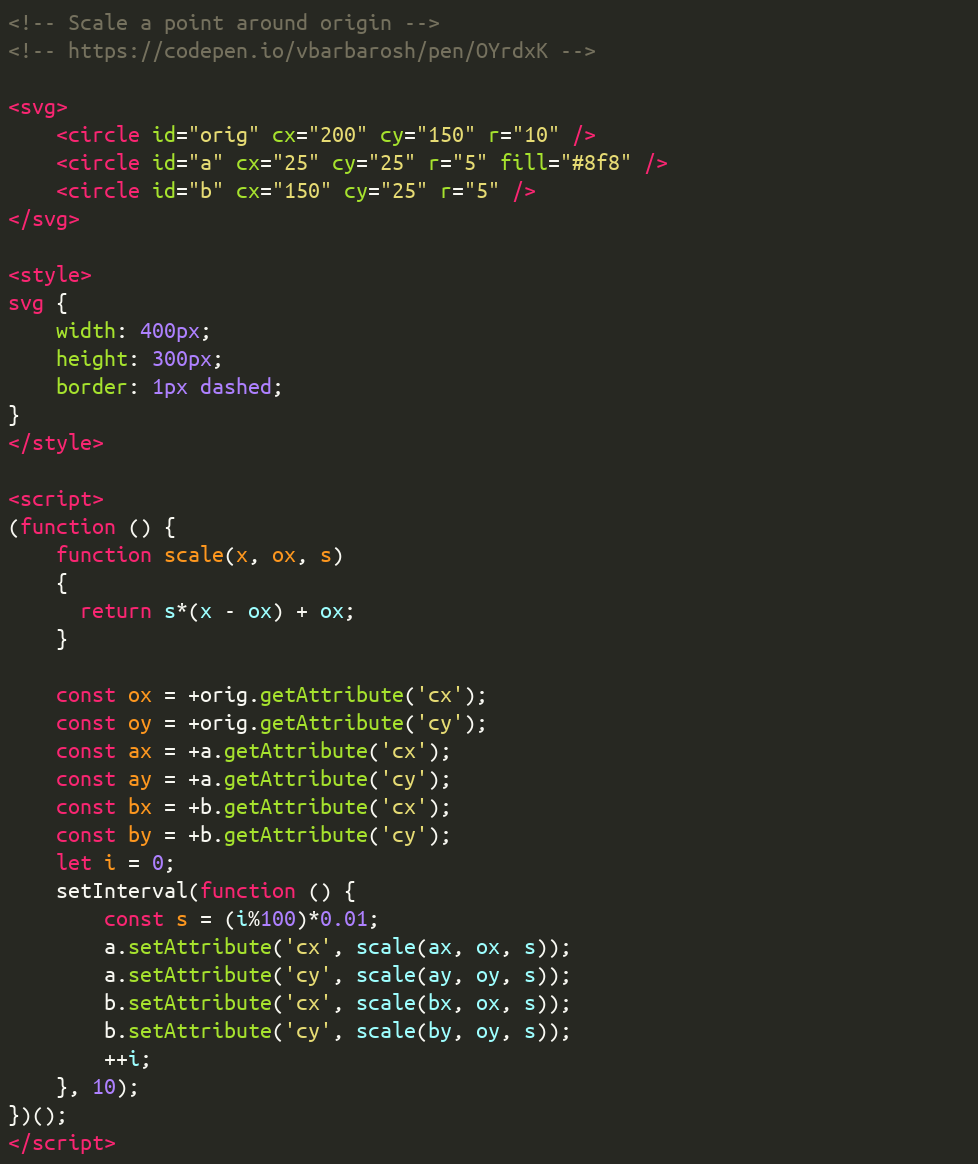 <!-- Scale a point around origin -->
<!-- https://codepen.io/vbarbarosh/pen/OYrdxK -->

<svg>
    <circle id="orig" cx="200" cy="150" r="10" />
    <circle id="a" cx="25" cy="25" r="5" fill="#8f8" />
    <circle id="b" cx="150" cy="25" r="5" />
</svg>

<style>
svg {
    width: 400px;
    height: 300px;
    border: 1px dashed;
}
</style>

<script>
(function () {
    function scale(x, ox, s)
    {
      return s*(x - ox) + ox;
    }

    const ox = +orig.getAttribute('cx');
    const oy = +orig.getAttribute('cy');
    const ax = +a.getAttribute('cx');
    const ay = +a.getAttribute('cy');
    const bx = +b.getAttribute('cx');
    const by = +b.getAttribute('cy');
    let i = 0;
    setInterval(function () {
        const s = (i%100)*0.01;
        a.setAttribute('cx', scale(ax, ox, s));
        a.setAttribute('cy', scale(ay, oy, s));
        b.setAttribute('cx', scale(bx, ox, s));
        b.setAttribute('cy', scale(by, oy, s));
        ++i;
    }, 10);
})();
</script>